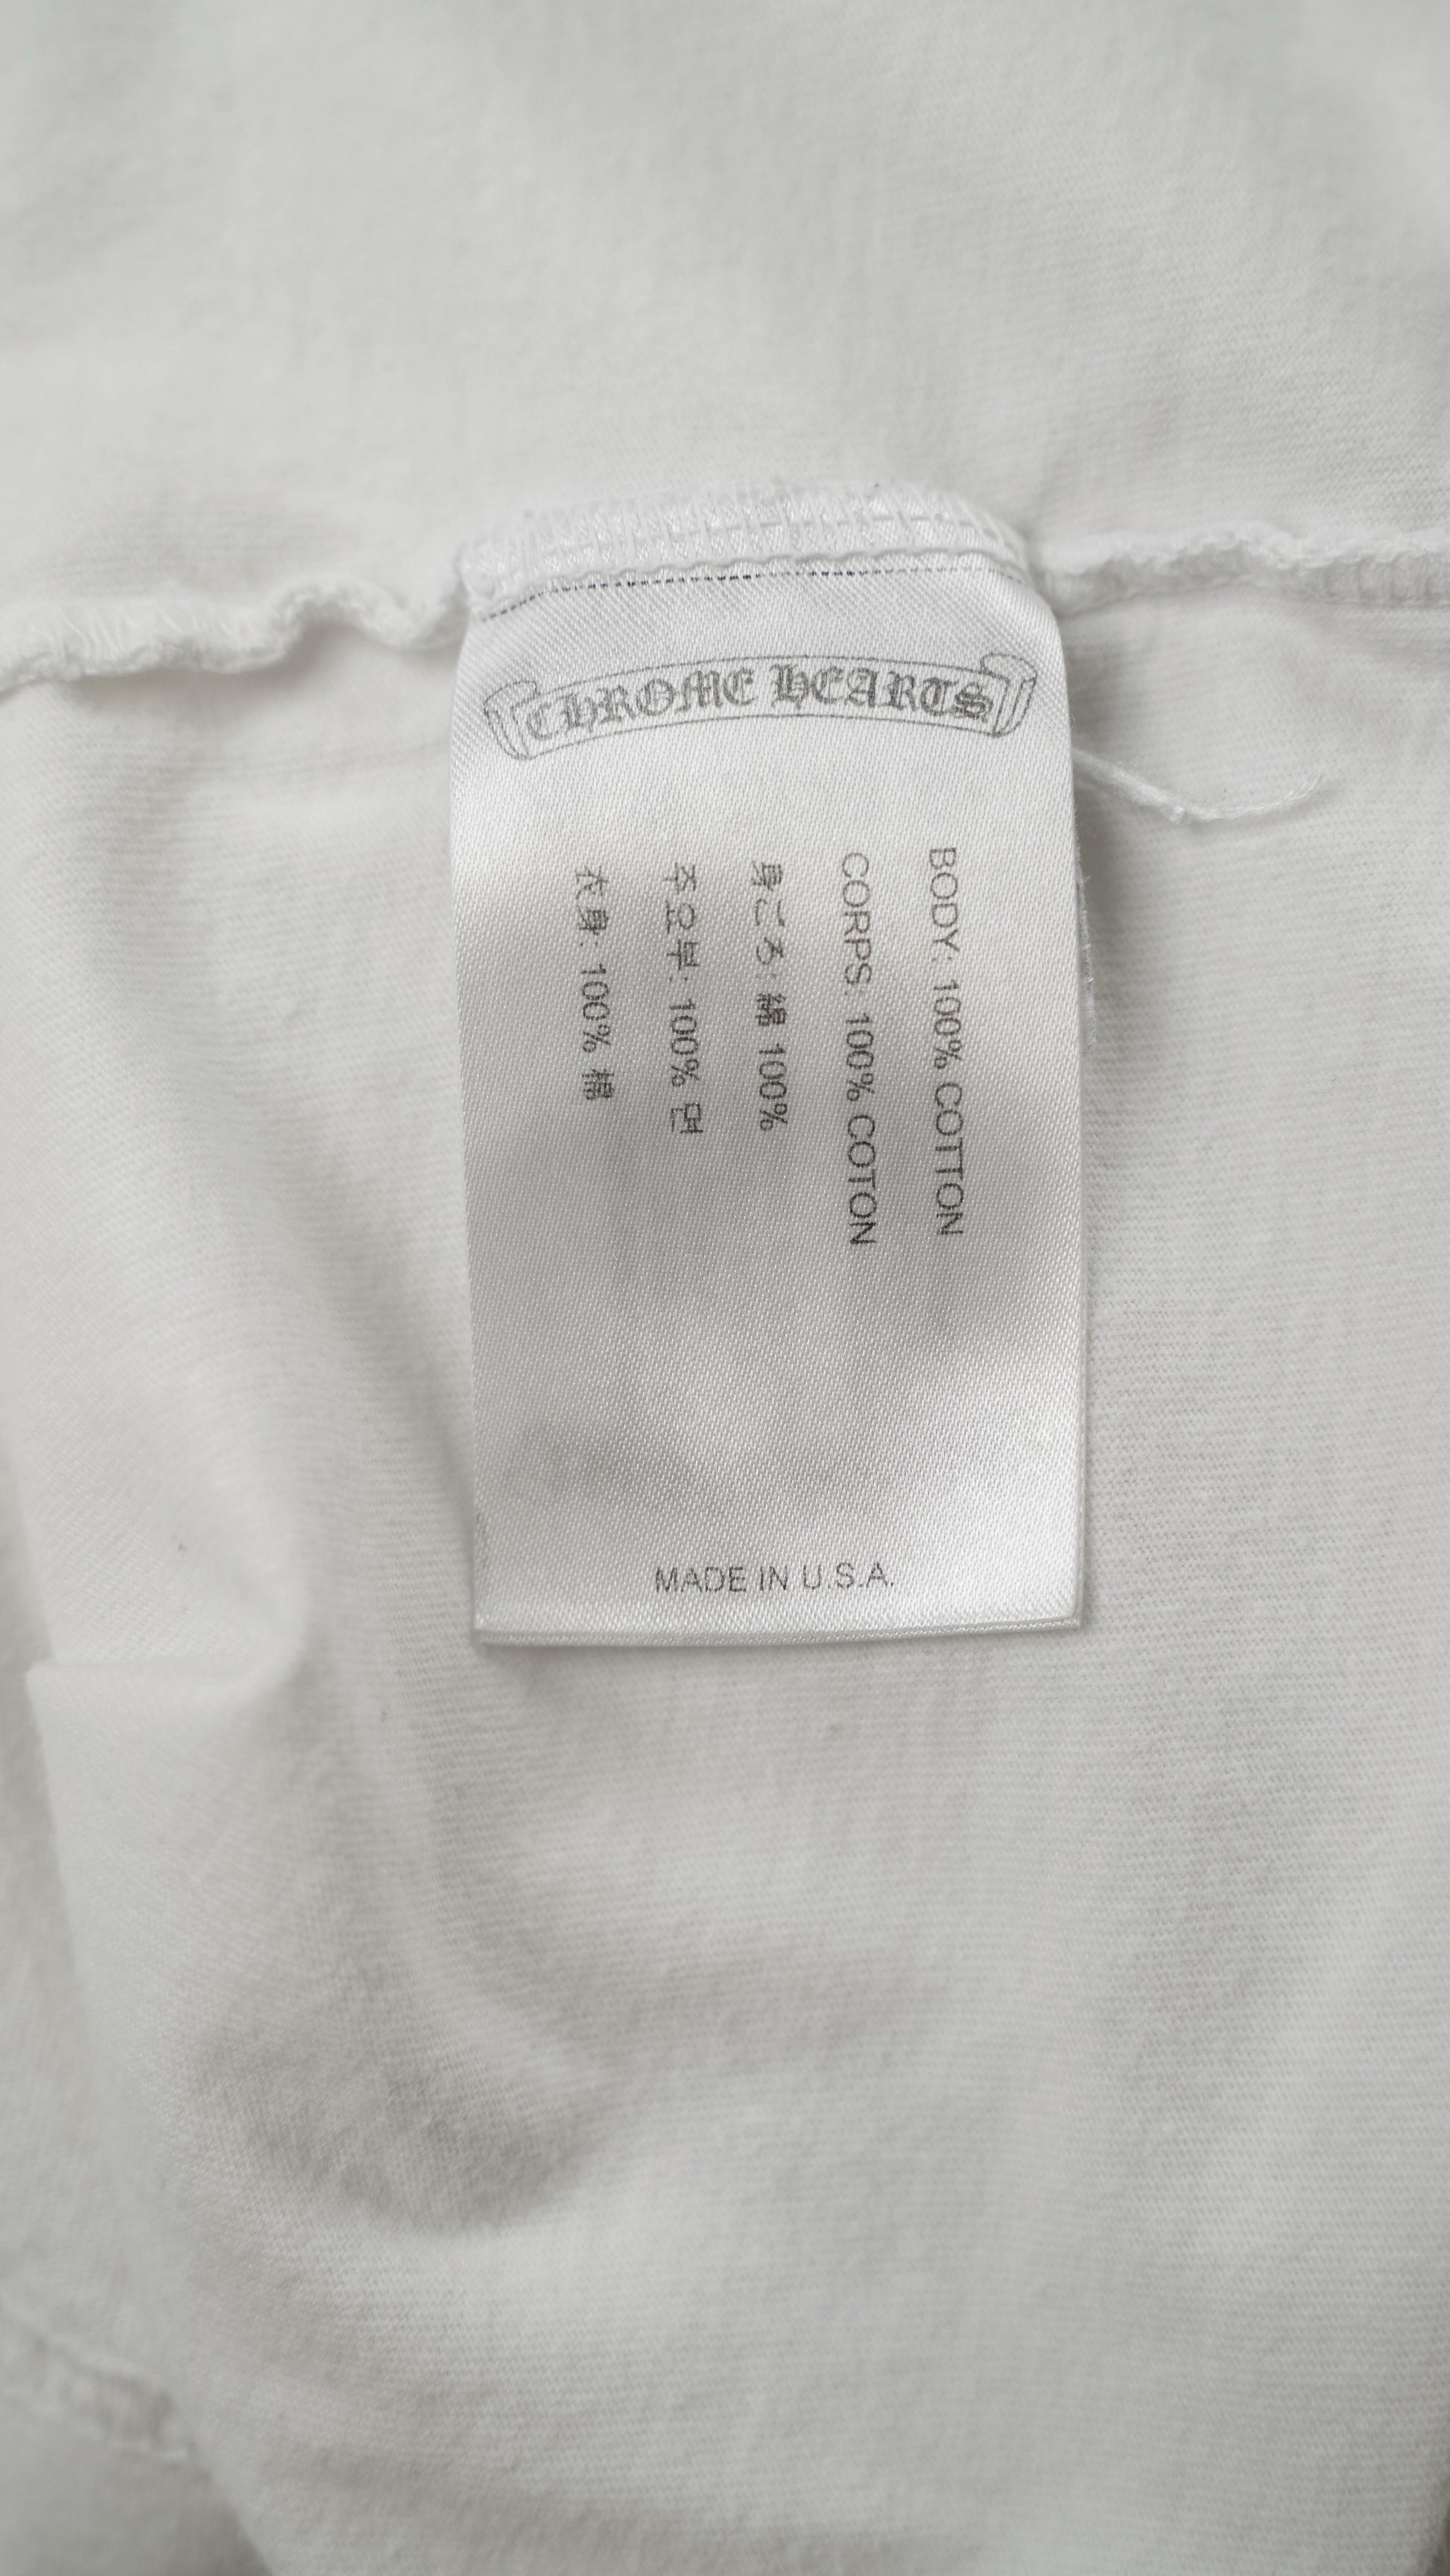 CHROME HEARTS
BODY: 100% COTTON
CORPS: 100% COTON
身ごろ: 綿 100%
주요부: 100% 면
衣身: 100% 棉
MADE IN U.S.A.